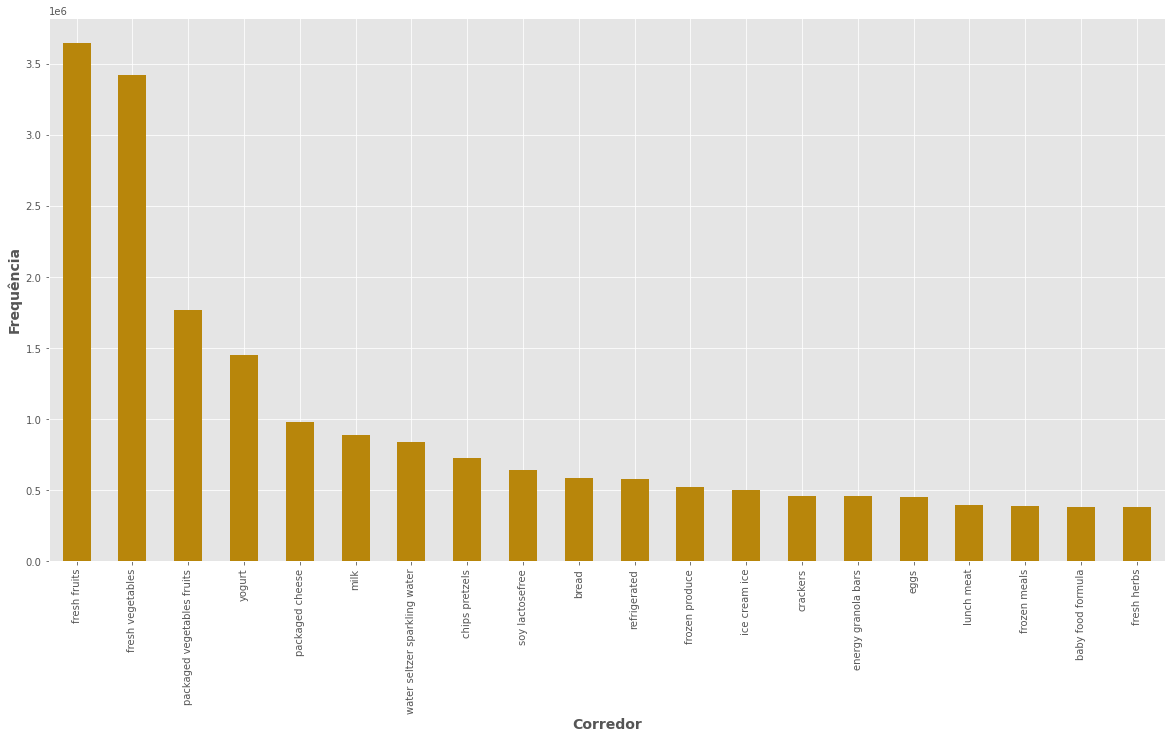 1e6
3.5
3.0
2.5
2.0
1.5
1.0
0.5
0.0
Frequência
fresh fruits
fresh vegetables
packaged vegetables fruits
yogurt
packaged cheese
milk
water seltzer sparkling water
chips pretzels
soy lactosefree
bread
refrigerated
frozen produce
ice cream ice
crackers
energy granola bars
eggs
lunch meat
frozen meals
baby food formula
fresh herbs
Corredor